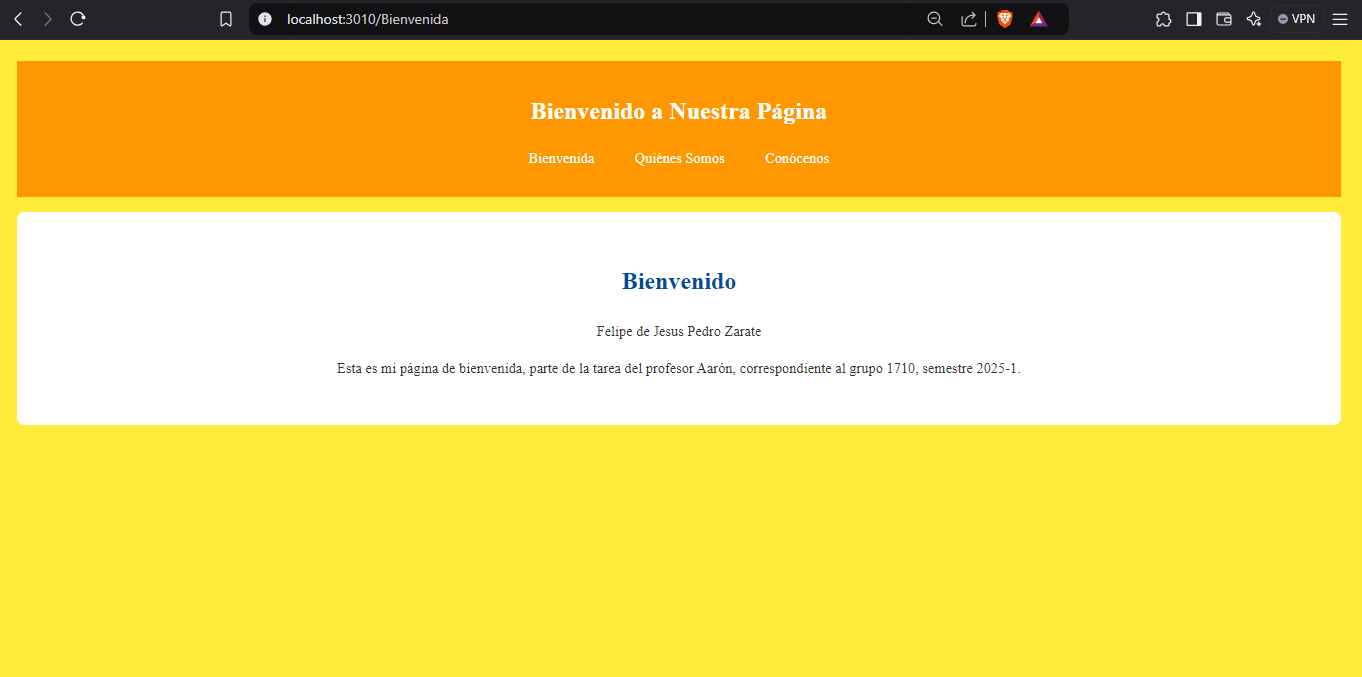 localhost:3010/Bienvenida
VPN
Bienvenido a Nuestra Página
Bienvenida Quiénes Somos Conócenos
Bienvenido
Felipe de Jesus Pedro Zarate
Esta es mi página de bienvenida, parte de la tarea del profesor Aarón, correspondiente al grupo 1710, semestre 2025-1.